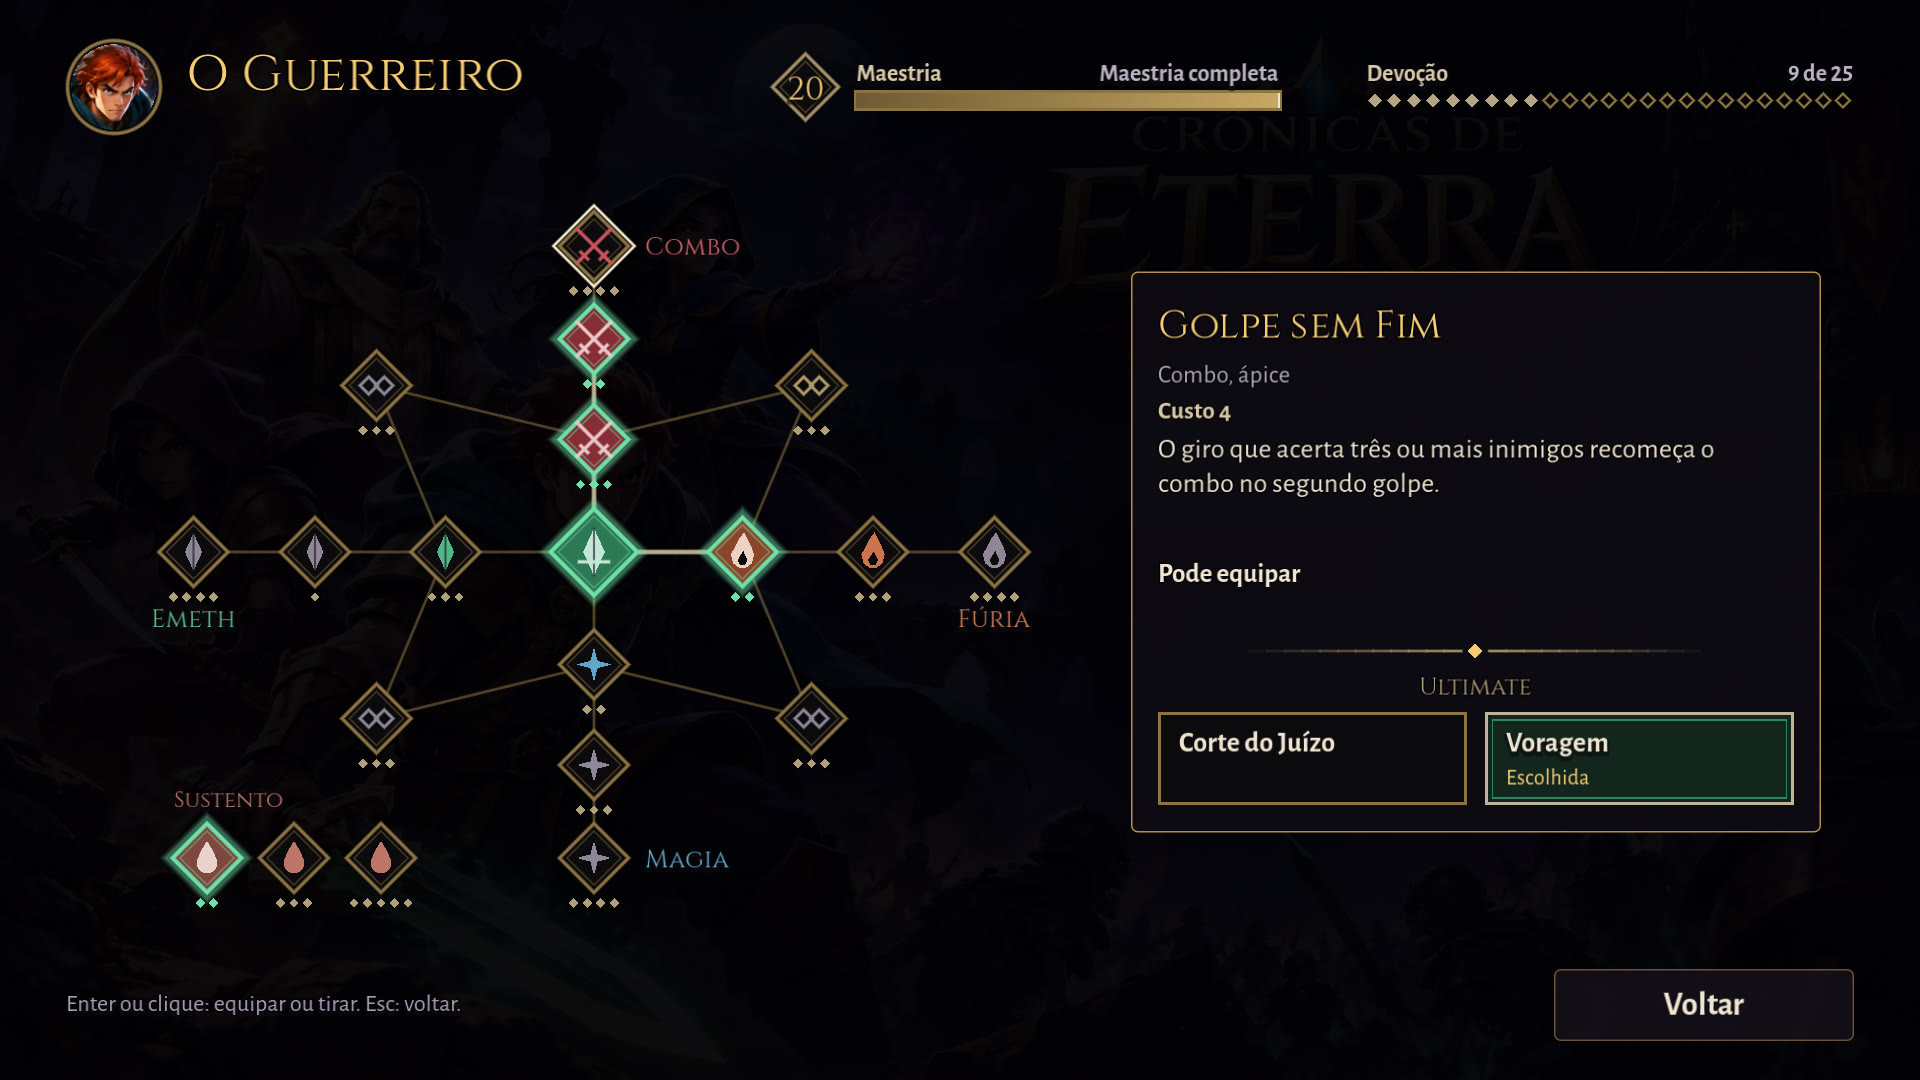 O Guerreiro
20
Maestria
Maestria completa
Devoção
9 de 25
Crônicas de
Eterra
Combo
Golpe sem Fim
Combo, ápice
Custo 4
O giro que acerta três ou mais inimigos recomeça o
combo no segundo golpe.
Pode equipar
Emeth
Fúria
Ultimate
Corte do Juízo
Voragem
Escolhida
Sustento
Magia
Enter ou clique: equipar ou tirar. Esc: voltar.
Voltar